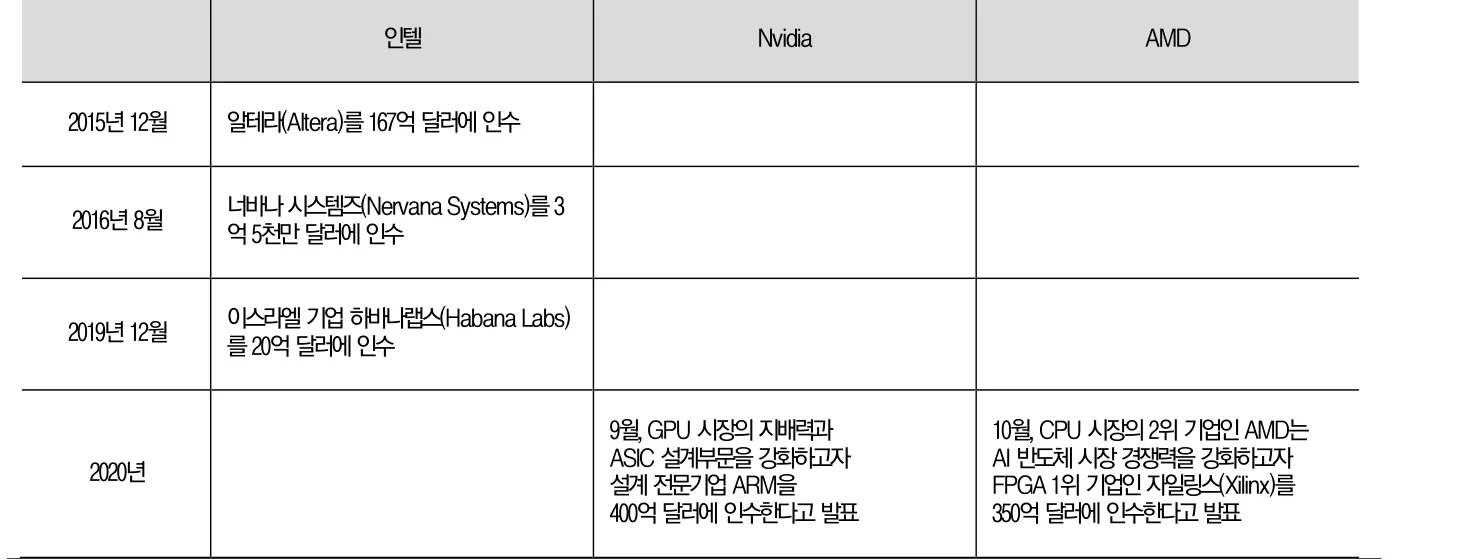 인텔
Nvidia
AMD
2015년 12월
알테라(Altera)를 167억 달러에 인수
2016년 8월
너바나 시스템즈(Nervana Systems)를 3
억 5천만 달러에 인수
2019년 12월
이스라엘 기업 하바나랩스(Habana Labs)
를 20억 달러에 인수
2020년
9월, GPU 시장의 지배력과
ASIC 설계부문을 강화하고자
설계 전문기업 ARM을
400억 달러에 인수한다고 발표
10월, CPU 시장의 2위 기업인 AMD는
AI 반도체 시장 경쟁력을 강화하고자
FPGA 1위 기업인 자일링스(Xilinx)를
350억 달러에 인수한다고 발표